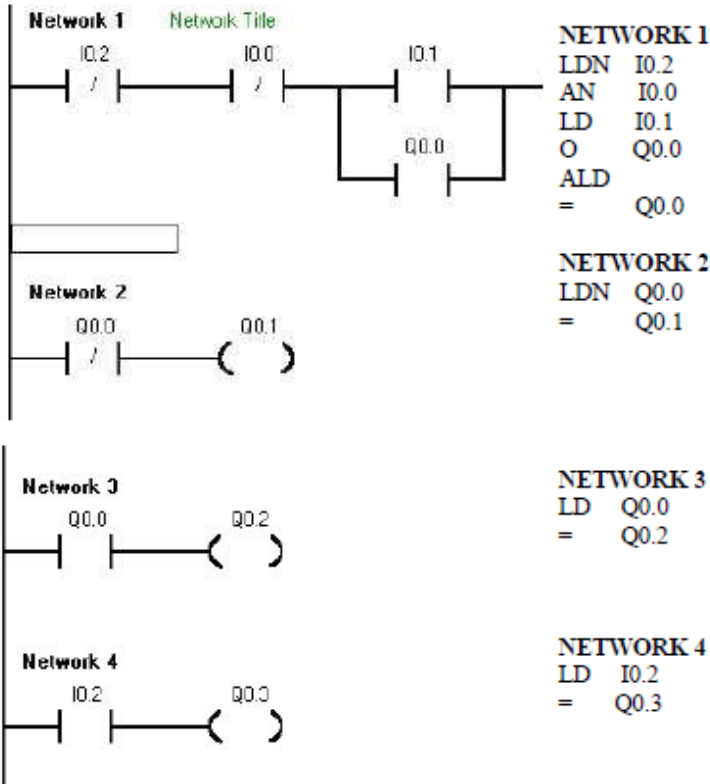 Network 1 Network Title
I0.2 I0.0 I0.1
/ /
Q0.0
NETWORK 1
LDN I0.2
AN I0.0
LD I0.1
O Q0.0
ALD
= Q0.0
Network 2
Q0.0 Q0.1
/
NETWORK 2
LDN Q0.0
= Q0.1
Network 3
Q0.0 Q0.2
NETWORK 3
LD Q0.0
= Q0.2
Network 4
I0.2 Q0.3
NETWORK 4
LD I0.2
= Q0.3